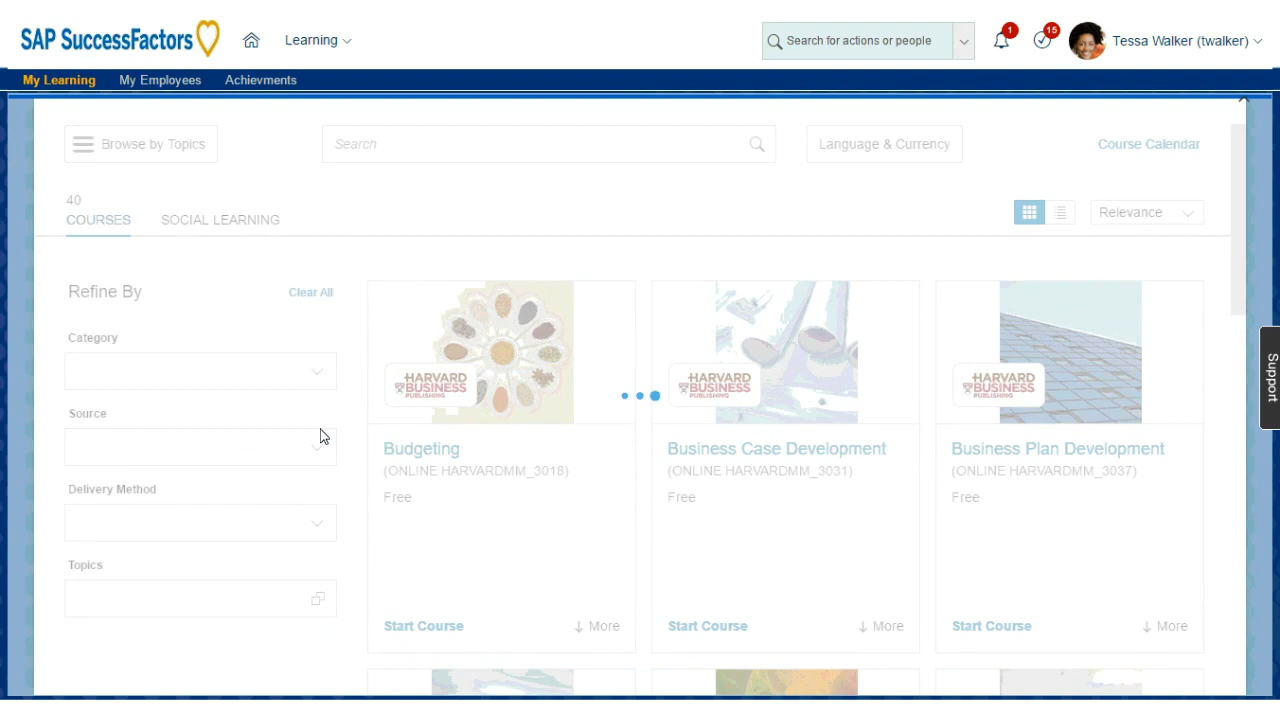 SAP SuccessFactors
Learning
Search for actions or people
1
15
Tessa Walker (twalker)
My Learning
My Employees
Achievments
Browse by Topics
Search
Language & Currency
Course Calendar
40
COURSES
SOCIAL LEARNING
Relevance
Refine By
Clear All
Category
Source
Delivery Method
Topics
HARVARD
BUSINESS
PUBLISHING
Budgeting
(ONLINE HARVARDMM_3018)
Free
Start Course
More
HARVARD
BUSINESS
PUBLISHING
Business Case Development
(ONLINE HARVARDMM_3031)
Free
Start Course
More
HARVARD
BUSINESS
PUBLISHING
Business Plan Development
(ONLINE HARVARDMM_3037)
Free
Start Course
More
Support